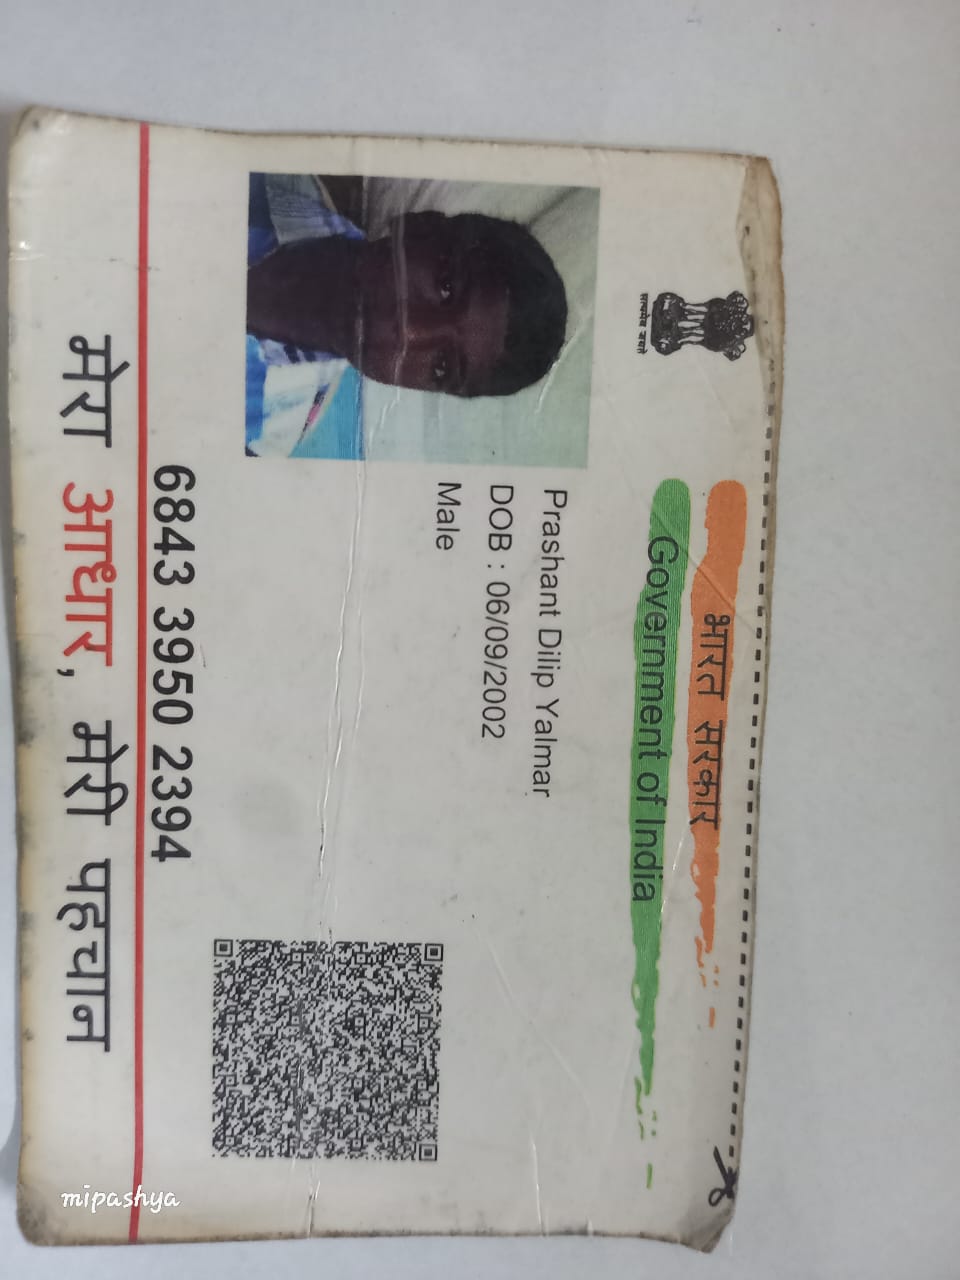 सत्यमेव जयते
भारत सरकार
Government of India
Prashant Dilip Yalmar
DOB : 06/09/2002
Male
6843 3950 2394
मेरा आधार, मेरी पहचान
mipashya